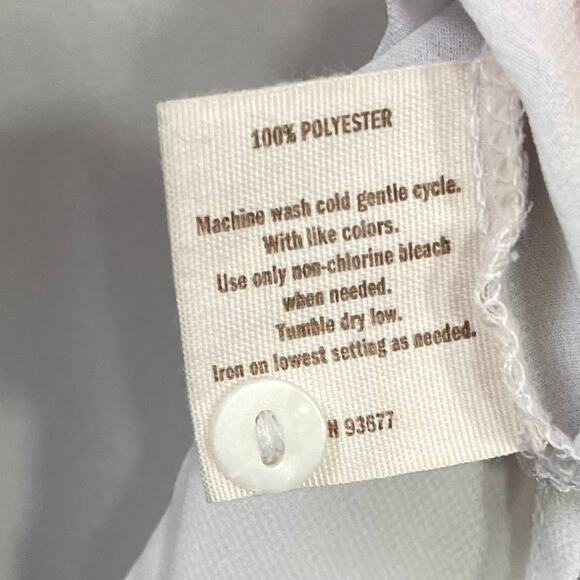 100% POLYESTER
Machine wash cold gentle cycle.
With like colors.
Use only non-chlorine bleach
when needed.
Tumble dry low.
Iron on lowest setting as needed.
N 93677